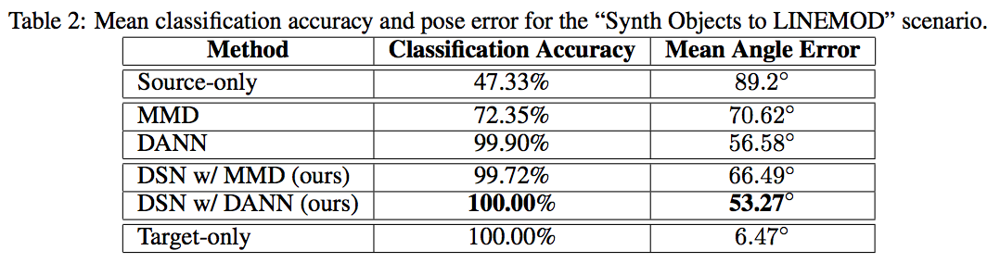 Table 2: Mean classification accuracy and pose error for the “Synth Objects to LINEMOD” scenario.
Method Classification Accuracy Mean Angle Error
Source-only 47.33% 89.2°
MMD 72.35% 70.62°
DANN 99.90% 56.58°
DSN w/ MMD (ours) 99.72% 66.49°
DSN w/ DANN (ours) 100.00% 53.27°
Target-only 100.00% 6.47°